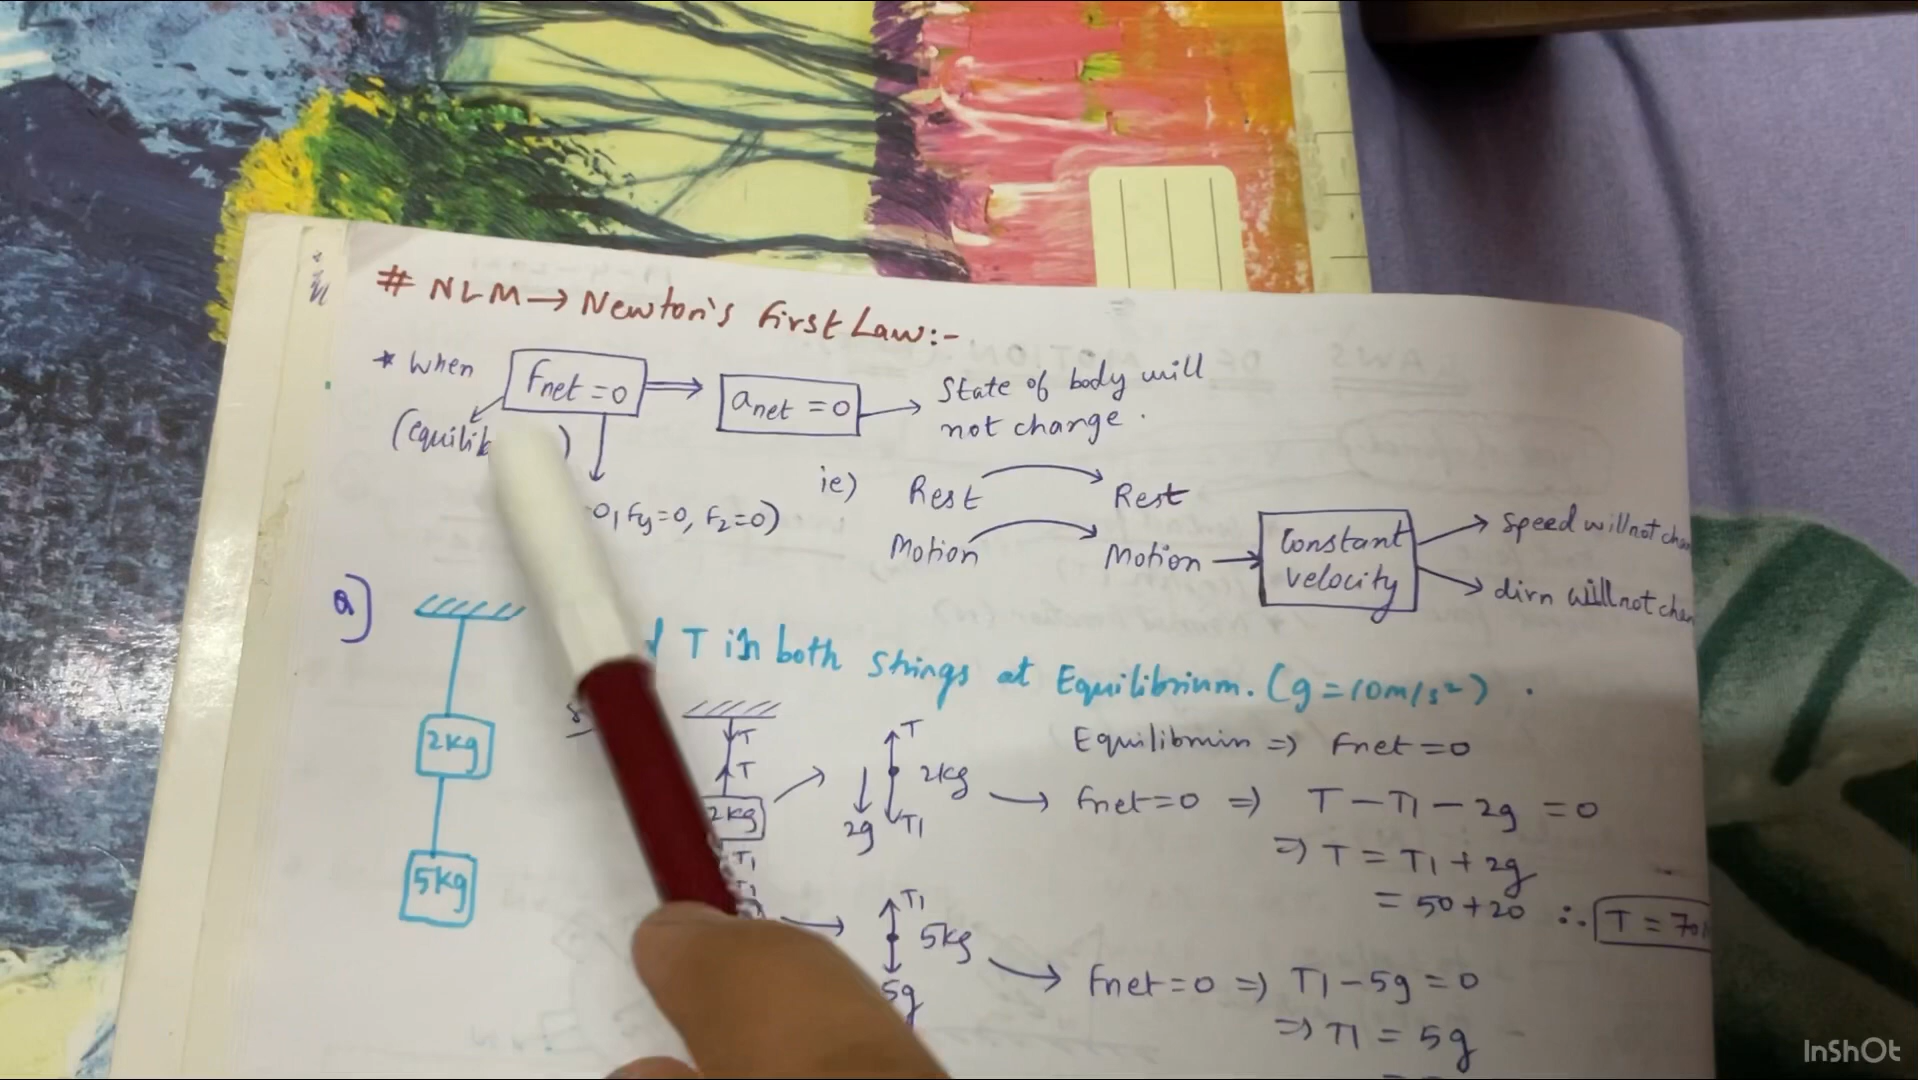 # NLM → Newton's First Law:-
* When Fnet = 0 ⇒ anet = 0 → State of body will
not change.
0, Fy=0, Fz=0)
ie) Rest Rest
Motion Motion → Constant velocity → Speed will not
→ dirn will not
Q]
T in both strings at Equilibrium. (g=10m/s²).
2kg
5kg
T
T
2kg
T1
T1
T
2kg
2g T1
Equilibrium => Fnet=0
→ Fnet=0 => T - T1 - 2g = 0
=> T = T1 + 2g
= 50+20 ∴ T = 70
T1
5kg
5g
→ Fnet=0 => T1-5g=0
=> T1 = 5g
InShOt